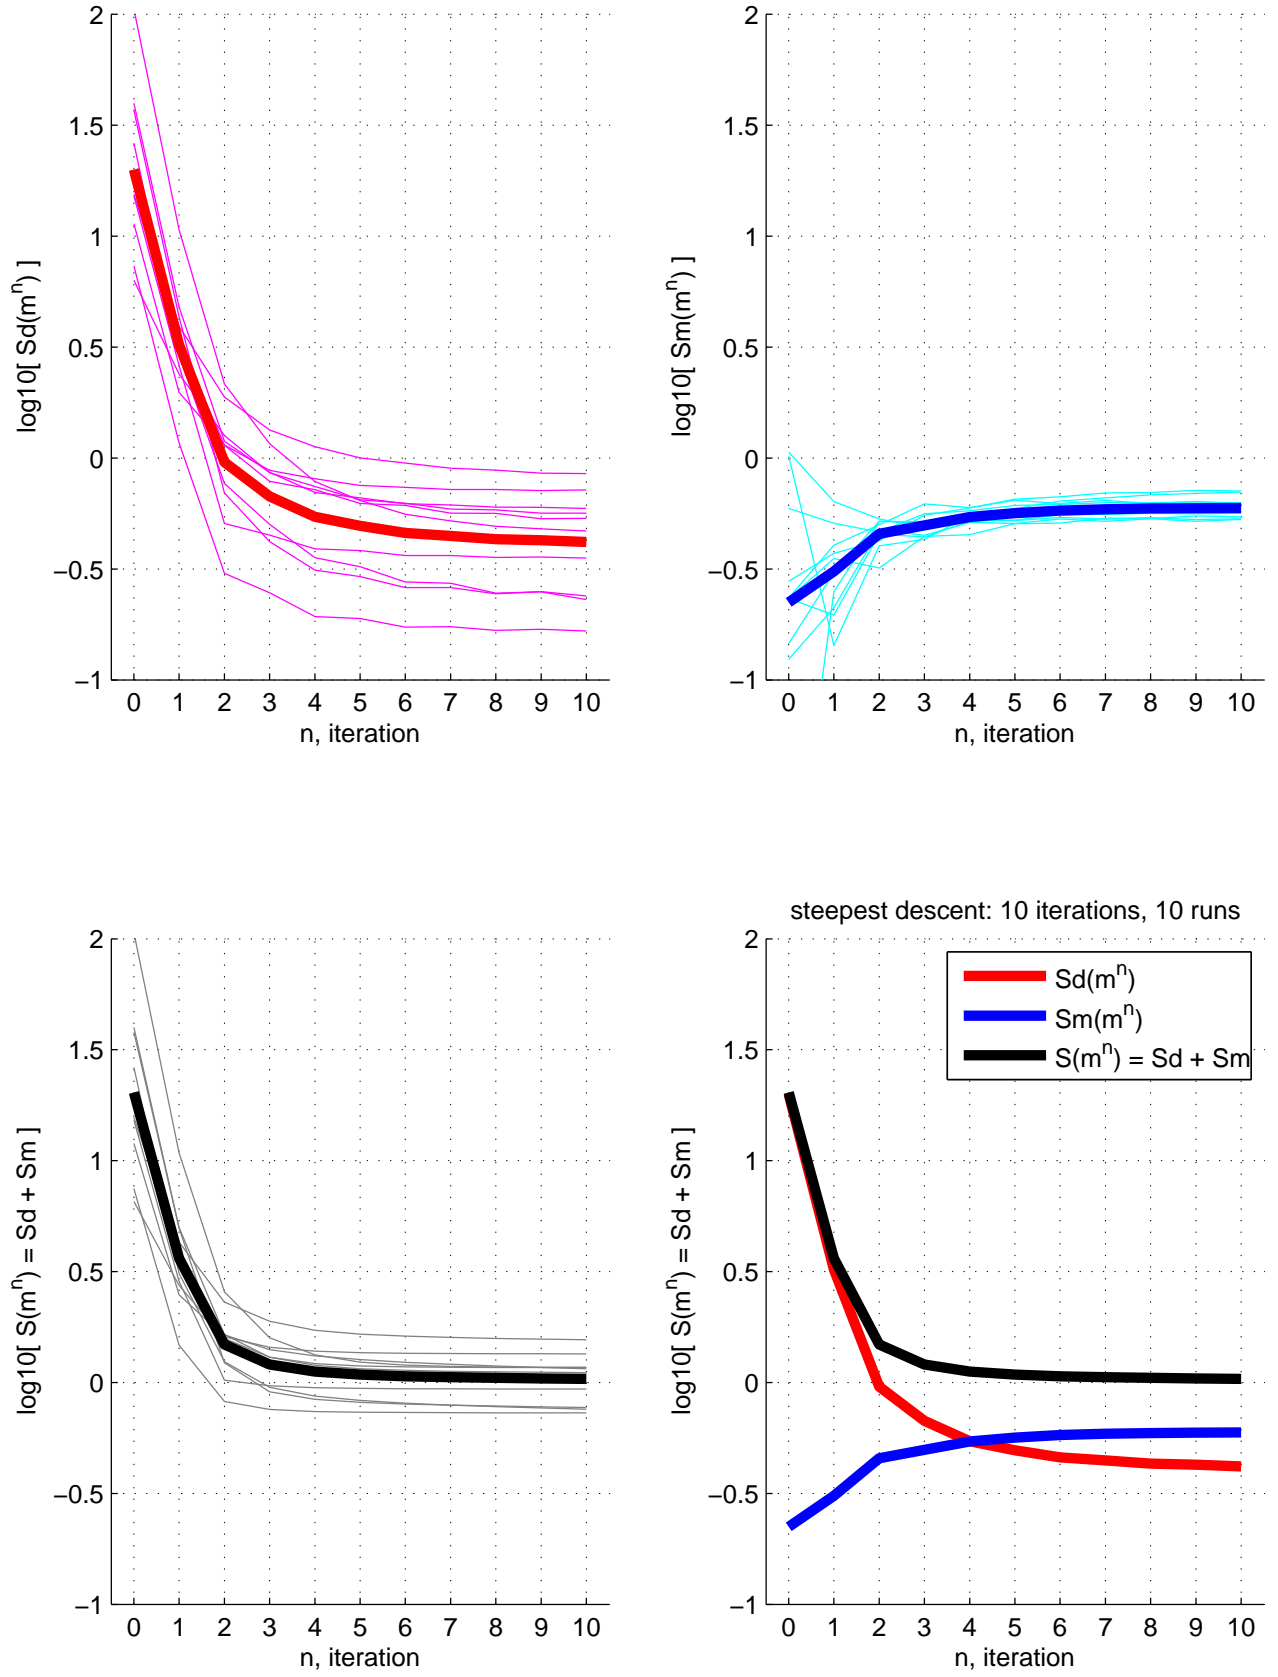 2
1.5
1
0.5
0
−0.5
−1
0 1 2 3 4 5 6 7 8 9 10
n, iteration
log10[ Sd(m^n) ]
2
1.5
1
0.5
0
−0.5
−1
0 1 2 3 4 5 6 7 8 9 10
n, iteration
log10[ Sm(m^n) ]
2
1.5
1
0.5
0
−0.5
−1
0 1 2 3 4 5 6 7 8 9 10
n, iteration
log10[ S(m^n) = Sd + Sm ]
steepest descent: 10 iterations, 10 runs
2
1.5
1
0.5
0
−0.5
−1
0 1 2 3 4 5 6 7 8 9 10
n, iteration
log10[ S(m^n) = Sd + Sm ]
Sd(m^n)
Sm(m^n)
S(m^n) = Sd + Sm